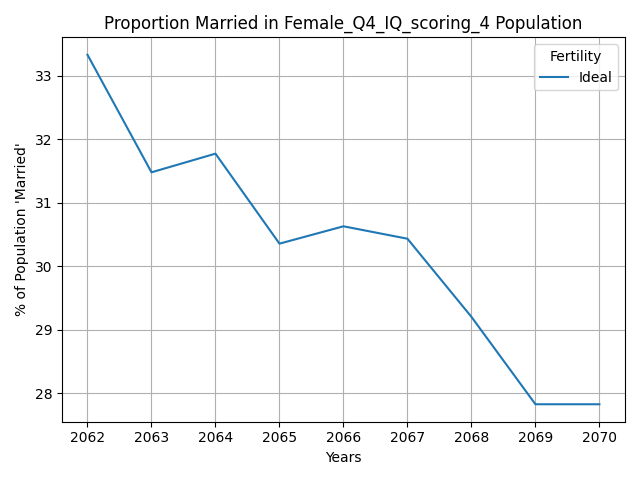 Proportion Married in Female_Q4_IQ_scoring_4 Population
Fertility
Ideal
% of Population 'Married'
33
32
31
30
29
28
2062 2063 2064 2065 2066 2067 2068 2069 2070
Years